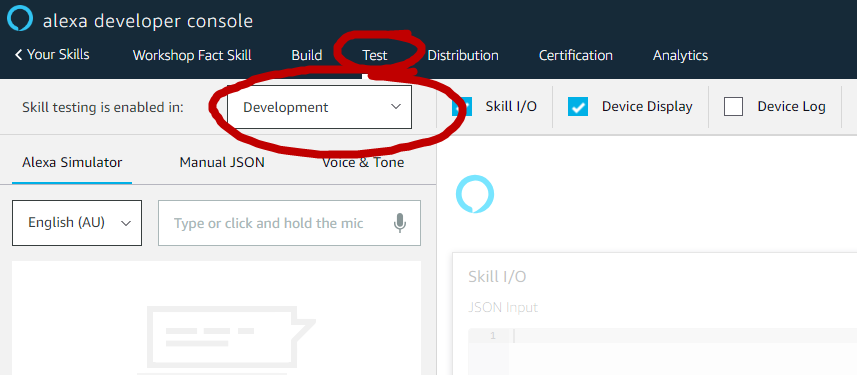 alexa developer console
< Your Skills Workshop Fact Skill Build Test Distribution Certification Analytics
Skill testing is enabled in: Development Skill I/O Device Display Device Log
Alexa Simulator Manual JSON Voice & Tone
English (AU) Type or click and hold the mic
Skill I/O
JSON Input
1